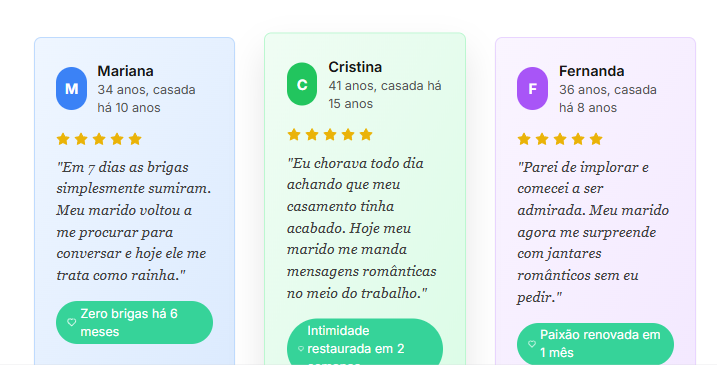 M
Mariana
34 anos, casada
há 10 anos
"Em 7 dias as brigas
simplesmente sumiram.
Meu marido voltou a
me procurar para
conversar e hoje ele me
trata como rainha."
Zero brigas há 6
meses
C
Cristina
41 anos, casada há
15 anos
"Eu chorava todo dia
achando que meu
casamento tinha
acabado. Hoje meu
marido me manda
mensagens românticas
no meio do trabalho."
Intimidade
restaurada em 2
F
Fernanda
36 anos, casada
há 8 anos
"Parei de implorar e
comecei a ser
admirada. Meu marido
agora me surpreende
com jantares
românticos sem eu
pedir."
Paixão renovada em
1 mês